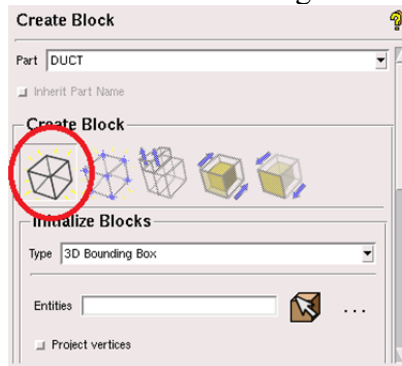 Create Block
Part DUCT
Inherit Part Name
Create Block
Initialize Blocks
Type 3D Bounding Box
Entities ...
Project vertices